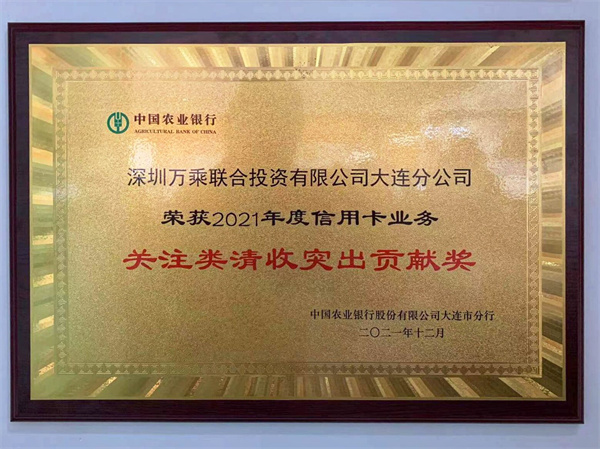 中国农业银行
AGRICULTURAL BANK OF CHINA
深圳万乘联合投资有限公司大连分公司
荣获2021年度信用卡业务
关注类清收突出贡献奖
中国农业银行股份有限公司大连市分行
二〇二一年十二月